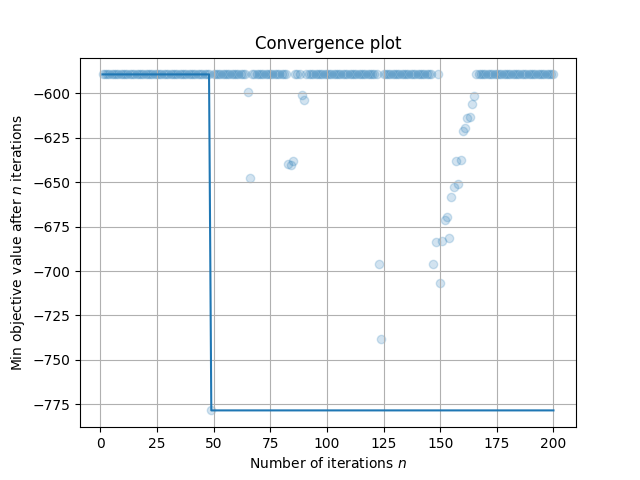 Convergence plot
Min objective value after n iterations
−600
−625
−650
−675
−700
−725
−750
−775
0 25 50 75 100 125 150 175 200
Number of iterations n